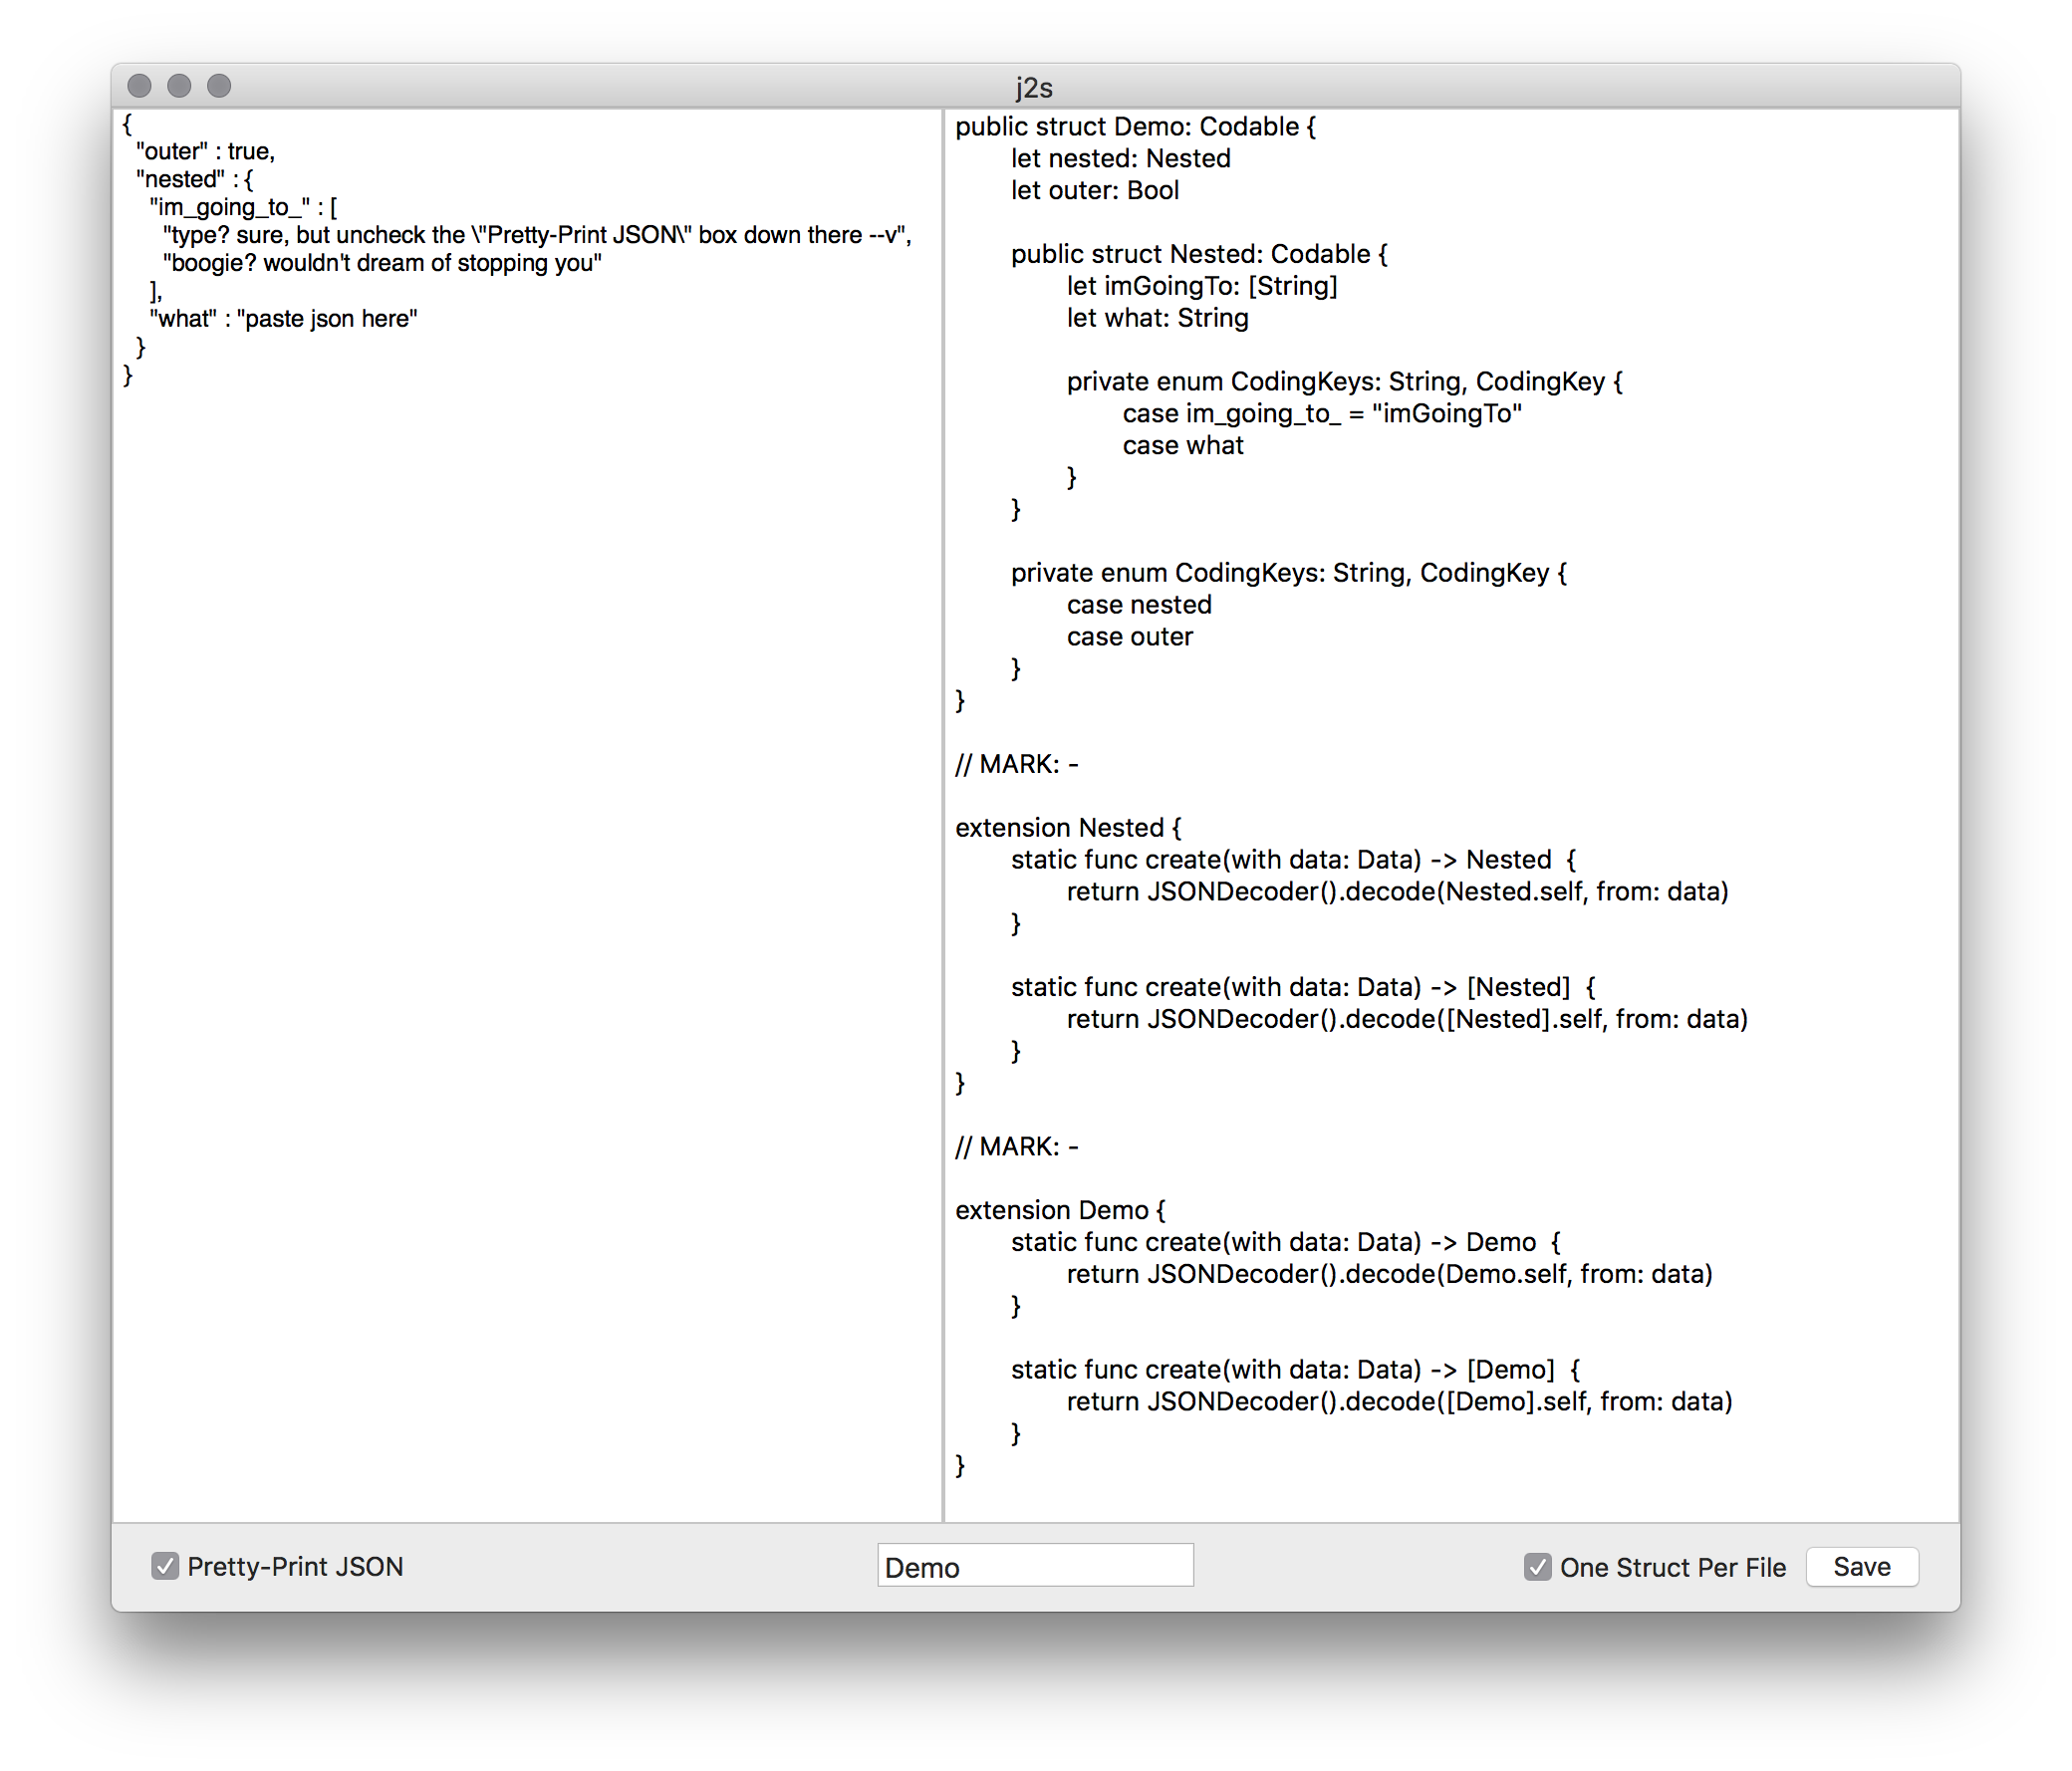 j2s
{
"outer" : true,
"nested" : {
"im_going_to_" : [
"type? sure, but uncheck the \"Pretty-Print JSON\" box down there --v",
"boogie? wouldn't dream of stopping you"
],
"what" : "paste json here"
}
}
public struct Demo: Codable {
let nested: Nested
let outer: Bool
public struct Nested: Codable {
let imGoingTo: [String]
let what: String
private enum CodingKeys: String, CodingKey {
case im_going_to_ = "imGoingTo"
case what
}
}
private enum CodingKeys: String, CodingKey {
case nested
case outer
}
}
// MARK: -
extension Nested {
static func create(with data: Data) -> Nested  {
return JSONDecoder().decode(Nested.self, from: data)
}
static func create(with data: Data) -> [Nested]  {
return JSONDecoder().decode([Nested].self, from: data)
}
}
// MARK: -
extension Demo {
static func create(with data: Data) -> Demo  {
return JSONDecoder().decode(Demo.self, from: data)
}
static func create(with data: Data) -> [Demo]  {
return JSONDecoder().decode([Demo].self, from: data)
}
}
Pretty-Print JSON
Demo
One Struct Per File
Save